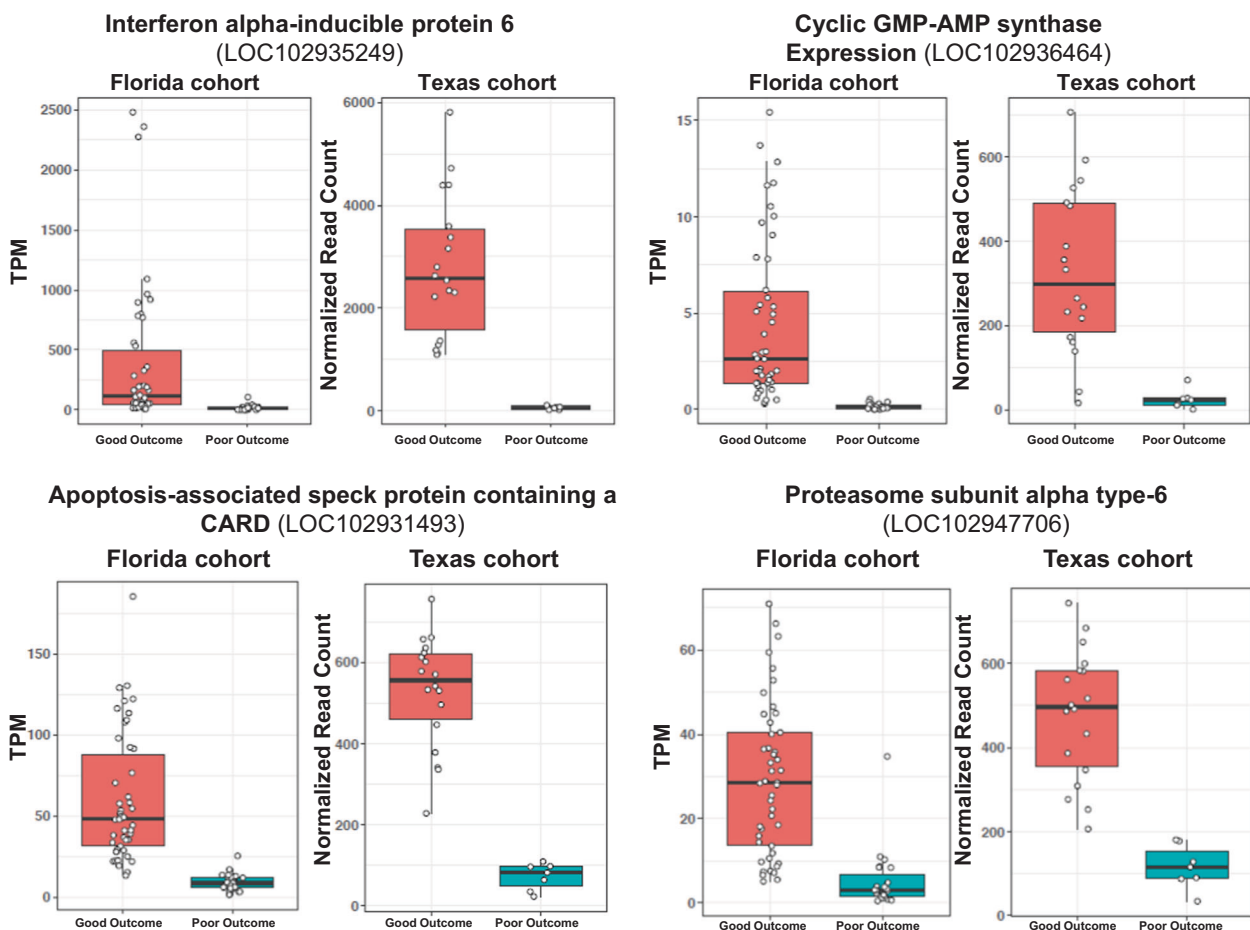 Interferon alpha-inducible protein 6
(LOC102935249)
Florida cohort
Texas cohort
TPM
2500
2000
1500
1000
500
0
Good Outcome
Poor Outcome
Normalized Read Count
6000
4000
2000
0
Good Outcome
Poor Outcome
Cyclic GMP-AMP synthase
Expression (LOC102936464)
Florida cohort
Texas cohort
TPM
15
10
5
0
Good Outcome
Poor Outcome
Normalized Read Count
600
400
200
0
Good Outcome
Poor Outcome
Apoptosis-associated speck protein containing a
CARD (LOC102931493)
Florida cohort
Texas cohort
TPM
150
50
50
0
Good Outcome
Poor Outcome
Normalized Read Count
600
400
200
0
Good Outcome
Poor Outcome
Proteasome subunit alpha type-6
(LOC102947706)
Florida cohort
Texas cohort
TPM
60
40
20
0
Good Outcome
Poor Outcome
Normalized Read Count
600
400
200
0
Good Outcome
Poor Outcome